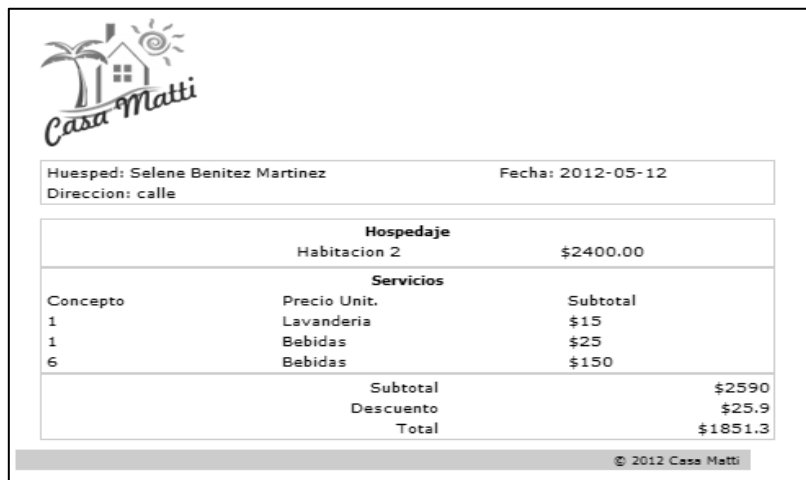 Casa Matti
Huesped: Selene Benitez Martinez Fecha: 2012-05-12
Direccion: calle
Hospedaje
Habitacion 2 $2400.00
Servicios
Concepto Precio Unit. Subtotal
1 Lavanderia $15
1 Bebidas $25
6 Bebidas $150
Subtotal $2590
Descuento $25.9
Total $1851.3
© 2012 Casa Matti